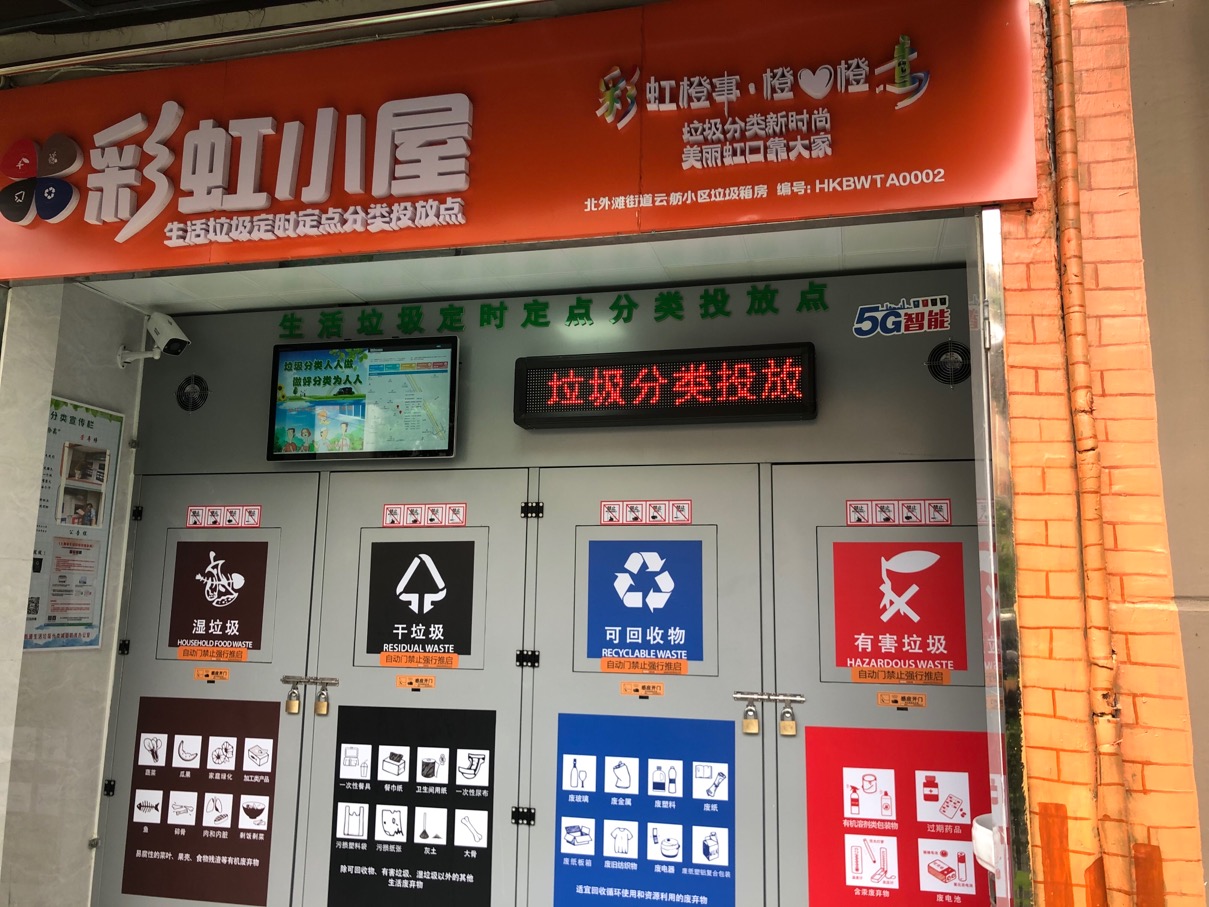 彩虹小屋
生活垃圾定时定点分类投放点
彩虹橙事·橙橙志
垃圾分类新时尚
美丽虹口靠大家
北外滩街道云舫小区垃圾箱房 编号:HKBWTA0002
生活垃圾定时定点分类投放点
5G智能
垃圾分类人人做
做好分类为人人
垃圾分类投放
分类宣传栏
湿垃圾
HOUSEHOLD FOOD WASTE
自动门禁止强行推启
干垃圾
RESIDUAL WASTE
自动门禁止强行推启
可回收物
RECYCLABLE WASTE
自动门禁止强行推启
有害垃圾
HAZARDOUS WASTE
自动门禁止强行推启
蔬菜 瓜果 家庭绿化 加工类产品
鱼 碎骨 肉和内脏 剩饭剩菜
易腐性的菜叶、果壳、食物残渣等有机废弃物
一次性餐具 餐巾纸 卫生间用纸 一次性尿布
污损塑料袋 污损纸张 灰土 大骨
除可回收物、有害垃圾、湿垃圾以外的其他
生活废弃物
废玻璃 废金属 废塑料 废纸
废纸板箱 废旧纺织物 废电器 废纸塑铝复合包装
适宜回收循环使用和资源利用的废弃物
有机溶剂类包装物 过期药品
含汞废弃物 废电池